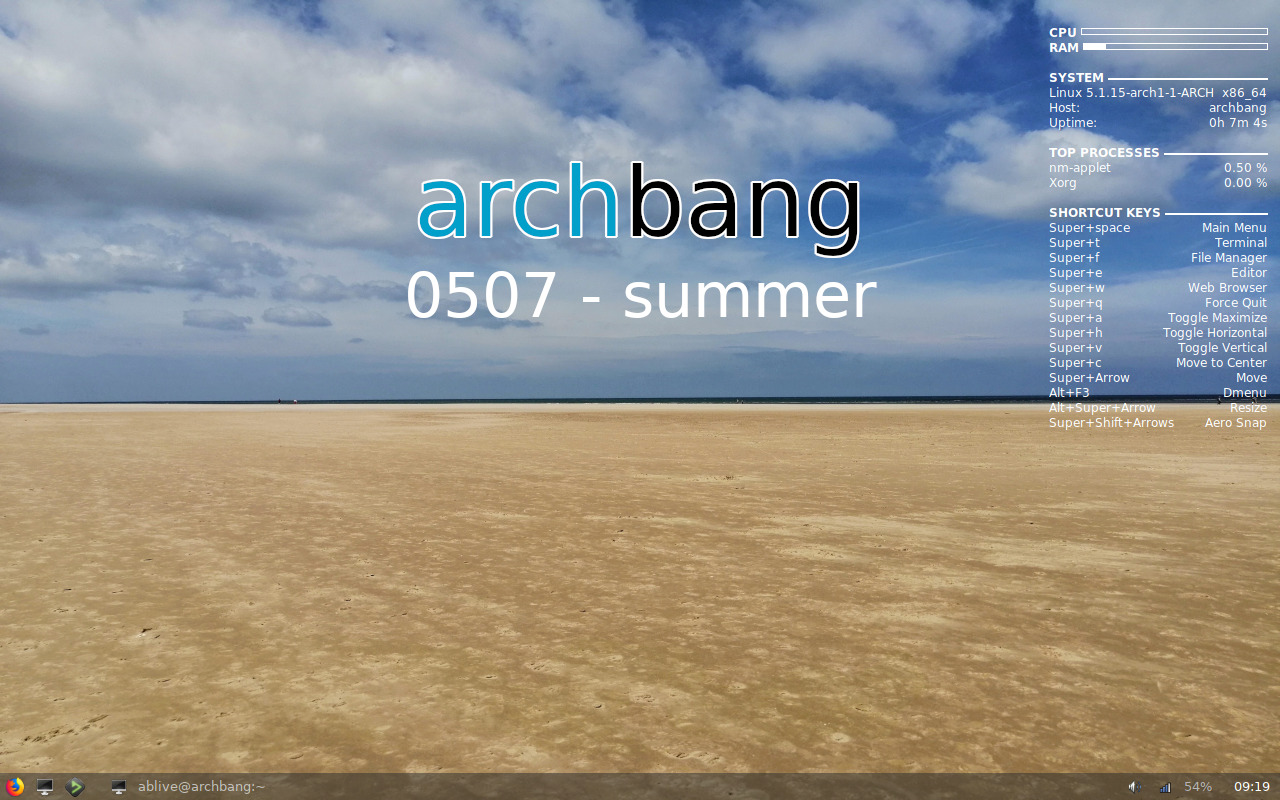 archbang
0507 - summer
CPU
RAM
SYSTEM
Linux 5.1.15-arch1-1-ARCH x86_64
Host: archbang
Uptime: 0h 7m 4s
TOP PROCESSES
nm-applet 0.50 %
Xorg 0.00 %
SHORTCUT KEYS
Super+space Main Menu
Super+t Terminal
Super+f File Manager
Super+e Editor
Super+w Web Browser
Super+q Force Quit
Super+a Toggle Maximize
Super+h Toggle Horizontal
Super+v Toggle Vertical
Super+c Move to Center
Super+Arrow Move
Alt+F3 Dmenu
Alt+Super+Arrow Resize
Super+Shift+Arrows Aero Snap
ablive@archbang:~
54%
09:19